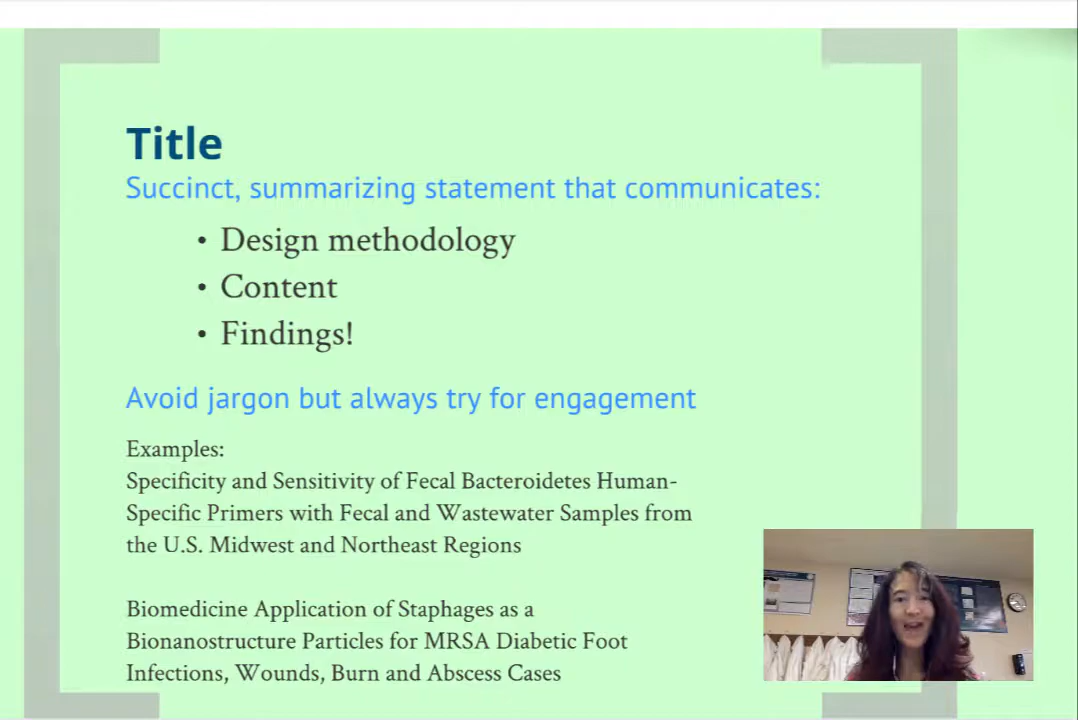 Title
Succinct, summarizing statement that communicates:
• Design methodology
• Content
• Findings!
Avoid jargon but always try for engagement
Examples:
Specificity and Sensitivity of Fecal Bacteroidetes Human-
Specific Primers with Fecal and Wastewater Samples from
the U.S. Midwest and Northeast Regions
Biomedicine Application of Staphages as a
Bionanostructure Particles for MRSA Diabetic Foot
Infections, Wounds, Burn and Abscess Cases